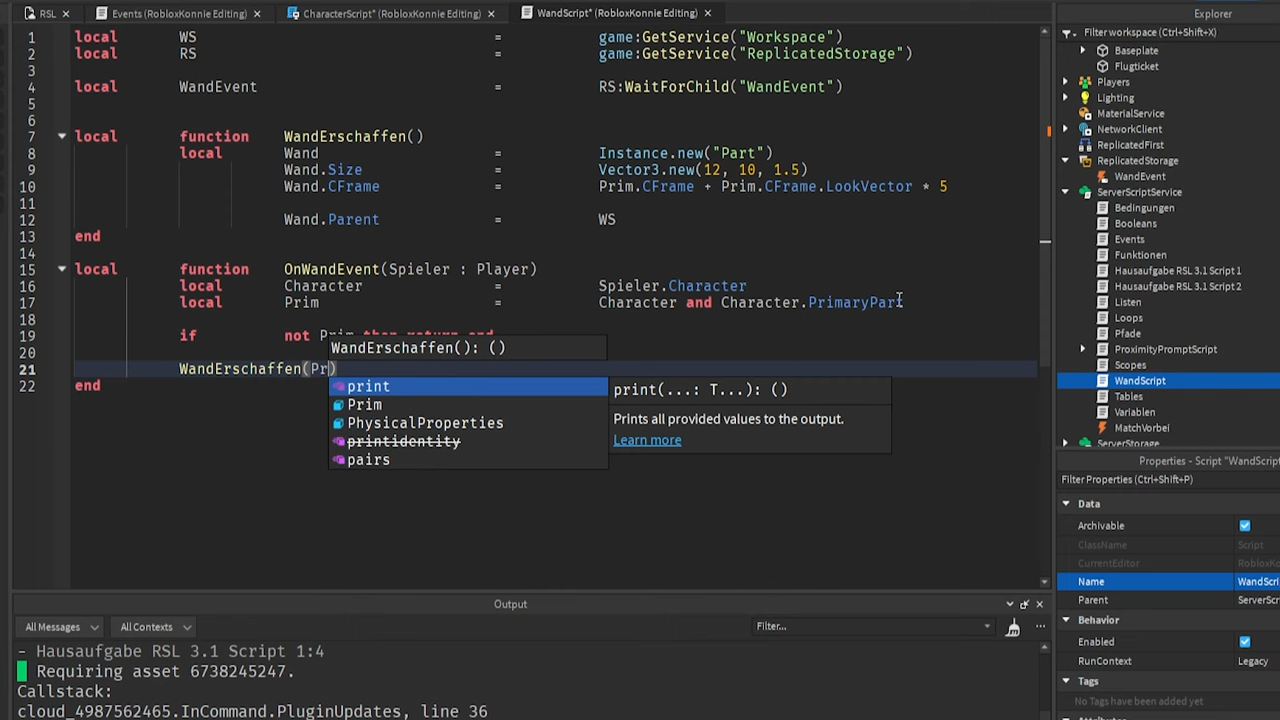 RSL × Events (RobloxKonnie Editing) × CharacterScript* (RobloxKonnie Editing) × WandScript* (RobloxKonnie Editing) ×
1 local WS = game:GetService("Workspace")
2 local RS = game:GetService("ReplicatedStorage")
3
4 local WandEvent = RS:WaitForChild("WandEvent")
5
6
7 local function WandErschaffen()
8 local Wand = Instance.new("Part")
9 Wand.Size = Vector3.new(12, 10, 1.5)
10 Wand.CFrame = Prim.CFrame + Prim.CFrame.LookVector * 5
11
12 Wand.Parent = WS
13 end
14
15 local function OnWandEvent(Spieler : Player)
16 local Character = Spieler.Character
17 local Prim = Character and Character.PrimaryPart
18
19 if not Prim then return end
20
21 WandErschaffen(Pr)
22 end
WandErschaffen(): ()
print
Prim
PhysicalProperties
printidentity
pairs
print(...: T...): ()
Prints all provided values to the output.
Learn more
Output
All Messages All Contexts Filter...
- Hausaufgabe RSL 3.1 Script 1:4
Requiring asset 6738245247.
Callstack:
cloud_4987562465.InCommand.PluginUpdates, line 36
Explorer
Filter workspace (Ctrl+Shift+X)
Baseplate
Flugticket
Players
Lighting
MaterialService
NetworkClient
ReplicatedFirst
ReplicatedStorage
WandEvent
ServerScriptService
Bedingungen
Booleans
Events
Funktionen
Hausaufgabe RSL 3.1 Script 1
Hausaufgabe RSL 3.1 Script 2
Listen
Loops
Pfade
ProximityPromptScript
Scopes
WandScript
Tables
Variablen
MatchVorbei
ServerStorage
Properties - Script "WandScript
Filter Properties (Ctrl+Shift+P)
Data
Archivable
ClassName Script
CurrentEditor RobloxKo
Name WandScri
Parent ServerScr
Behavior
Enabled
RunContext Legacy
Tags
No Tags have been added yet